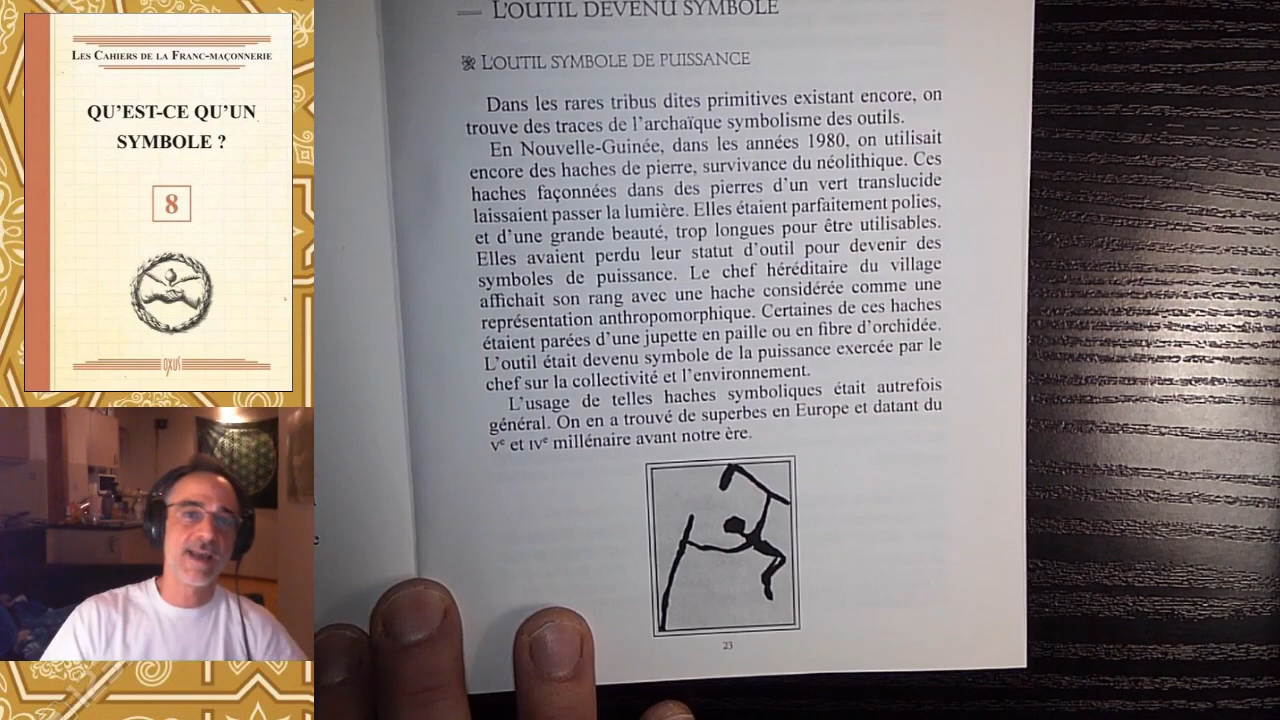 LES CAHIERS DE LA FRANC-MAÇONNERIE
QU'EST-CE QU'UN
SYMBOLE ?
8
OXUS
L'OUTIL DEVENU SYMBOLE
L'OUTIL SYMBOLE DE PUISSANCE
Dans les rares tribus dites primitives existant encore, on
trouve des traces de l'archaïque symbolisme des outils.
En Nouvelle-Guinée, dans les années 1980, on utilisait
encore des haches de pierre, survivance du néolithique. Ces
haches façonnées dans des pierres d'un vert translucide
laissaient passer la lumière. Elles étaient parfaitement polies,
et d'une grande beauté, trop longues pour être utilisables.
Elles avaient perdu leur statut d'outil pour devenir des
symboles de puissance. Le chef héréditaire du village
affichait son rang avec une hache considérée comme une
représentation anthropomorphique. Certaines de ces haches
étaient parées d'une jupette en paille ou en fibre d'orchidée.
L'outil était devenu symbole de la puissance exercée par le
chef sur la collectivité et l'environnement.
L'usage de telles haches symboliques était autrefois
général. On en a trouvé de superbes en Europe et datant du
Ve et IVe millénaire avant notre ère.
23